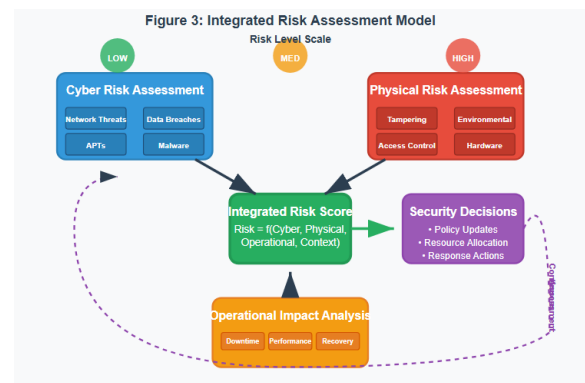 Figure 3: Integrated Risk Assessment Model
Risk Level Scale
LOW
MED
HIGH
Cyber Risk Assessment
Network Threats
Data Breaches
APTs
Malware
Physical Risk Assessment
Tampering
Environmental
Access Control
Hardware
Integrated Risk Score
Risk = f(Cyber, Physical,
Operational, Context)
Security Decisions
• Policy Updates
• Resource Allocation
• Response Actions
Operational Impact Analysis
Downtime
Performance
Recovery